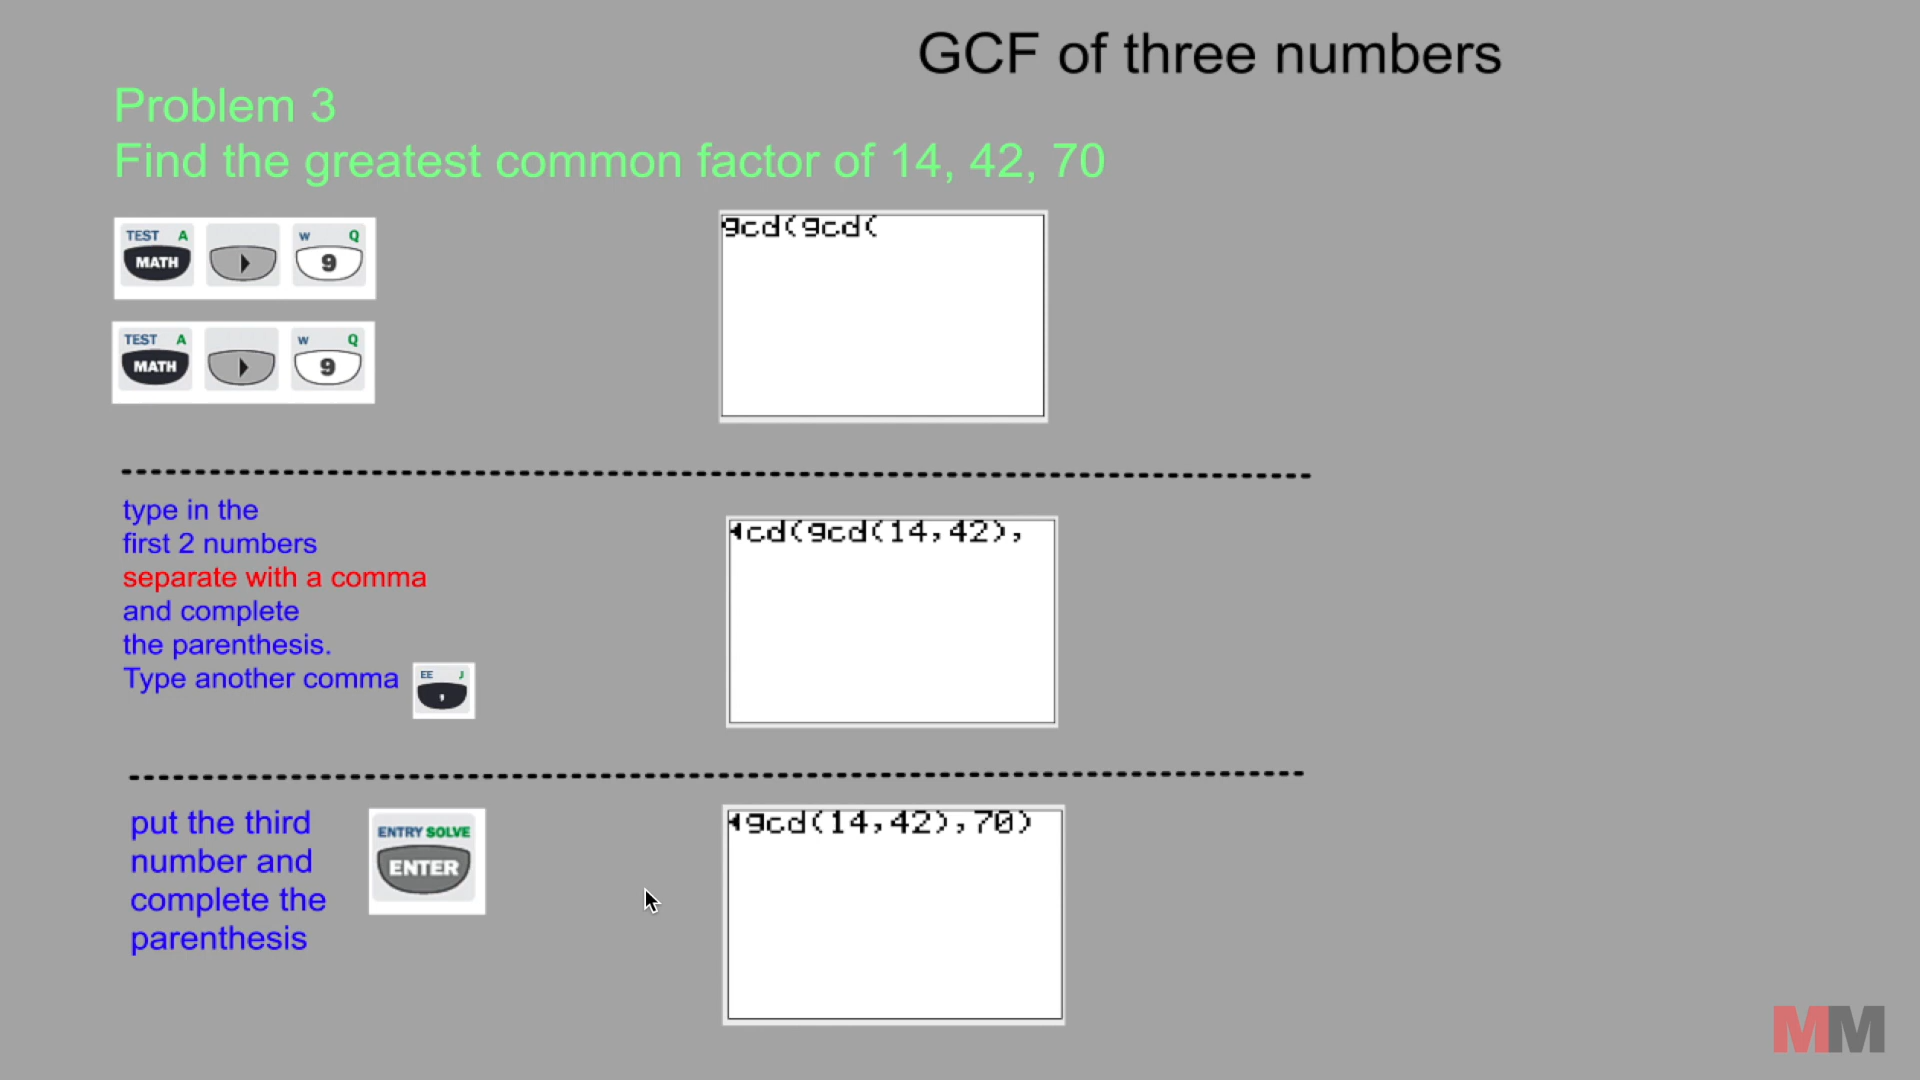 GCF of three numbers
Problem 3
Find the greatest common factor of 14, 42, 70
TEST A
MATH
w Q
9
gcd(gcd(
TEST A
MATH
w Q
9
type in the
first 2 numbers
separate with a comma
and complete
the parenthesis.
Type another comma
EE J
,
cd(gcd(14,42),
put the third
number and
complete the
parenthesis
ENTRY SOLVE
ENTER
gcd(14,42),70)
MM